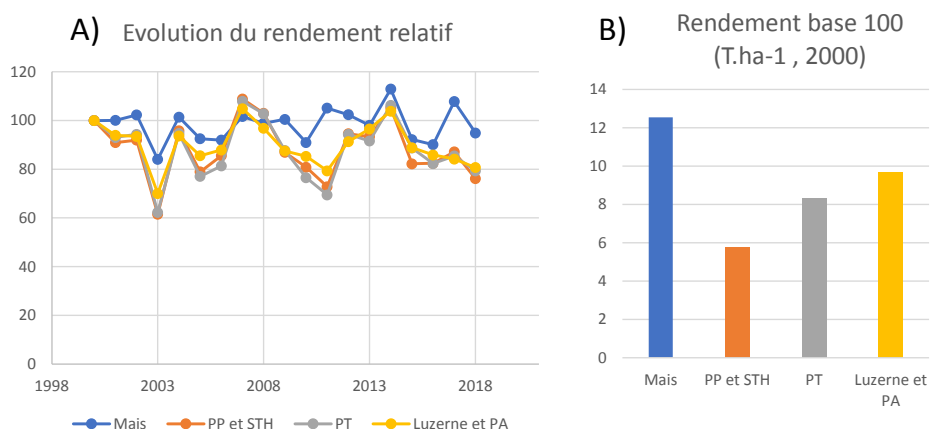 A) Evolution du rendement relatif
120
100
80
60
40
20
0
1998 2003 2008 2013 2018
Mais PP et STH PT Luzerne et PA
B) Rendement base 100
(T.ha-1 , 2000)
14
12
10
8
6
4
2
0
Mais PP et STH PT Luzerne et
PA